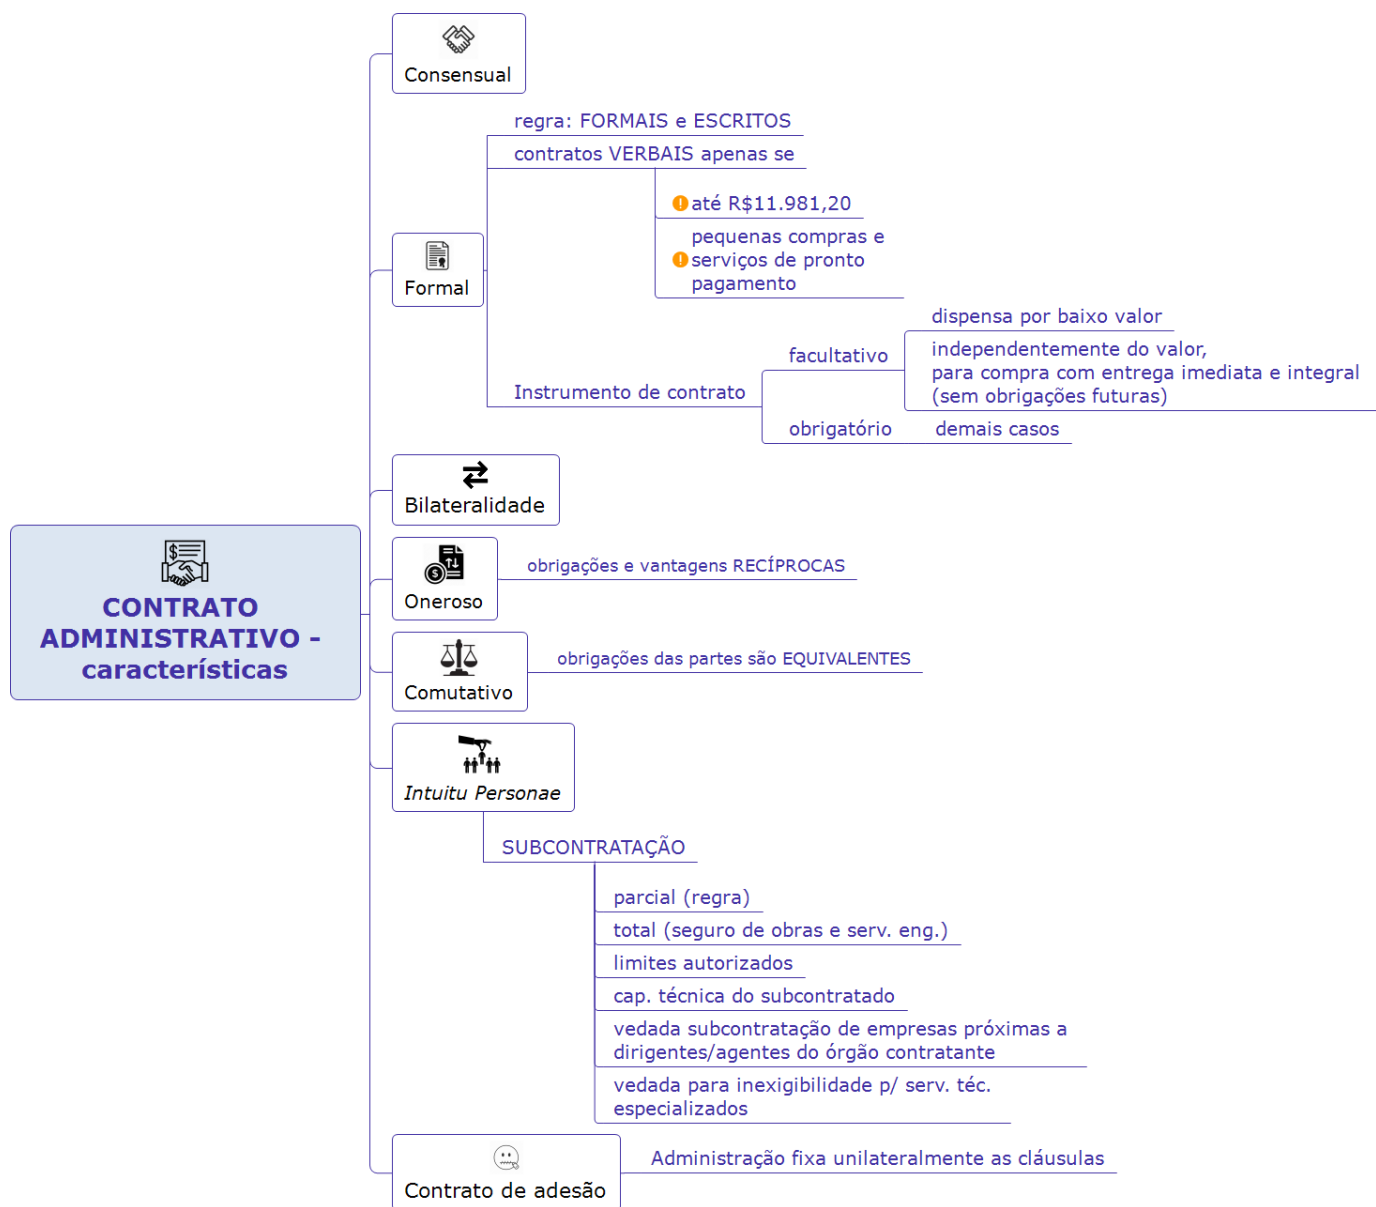 Consensual
regra: FORMAIS e ESCRITOS
contratos VERBAIS apenas se
até R$11.981,20
pequenas compras e
serviços de pronto
pagamento
Formal
dispensa por baixo valor
facultativo
independentemente do valor,
para compra com entrega imediata e integral
(sem obrigações futuras)
Instrumento de contrato
obrigatório
demais casos
Bilateralidade
CONTRATO
ADMINISTRATIVO -
características
obrigações e vantagens RECÍPROCAS
Oneroso
obrigações das partes são EQUIVALENTES
Comutativo
Intuitu Personae
SUBCONTRATAÇÃO
parcial (regra)
total (seguro de obras e serv. eng.)
limites autorizados
cap. técnica do subcontratado
vedada subcontratação de empresas próximas a
dirigentes/agentes do órgão contratante
vedada para inexigibilidade p/ serv. téc.
especializados
Administração fixa unilateralmente as cláusulas
Contrato de adesão